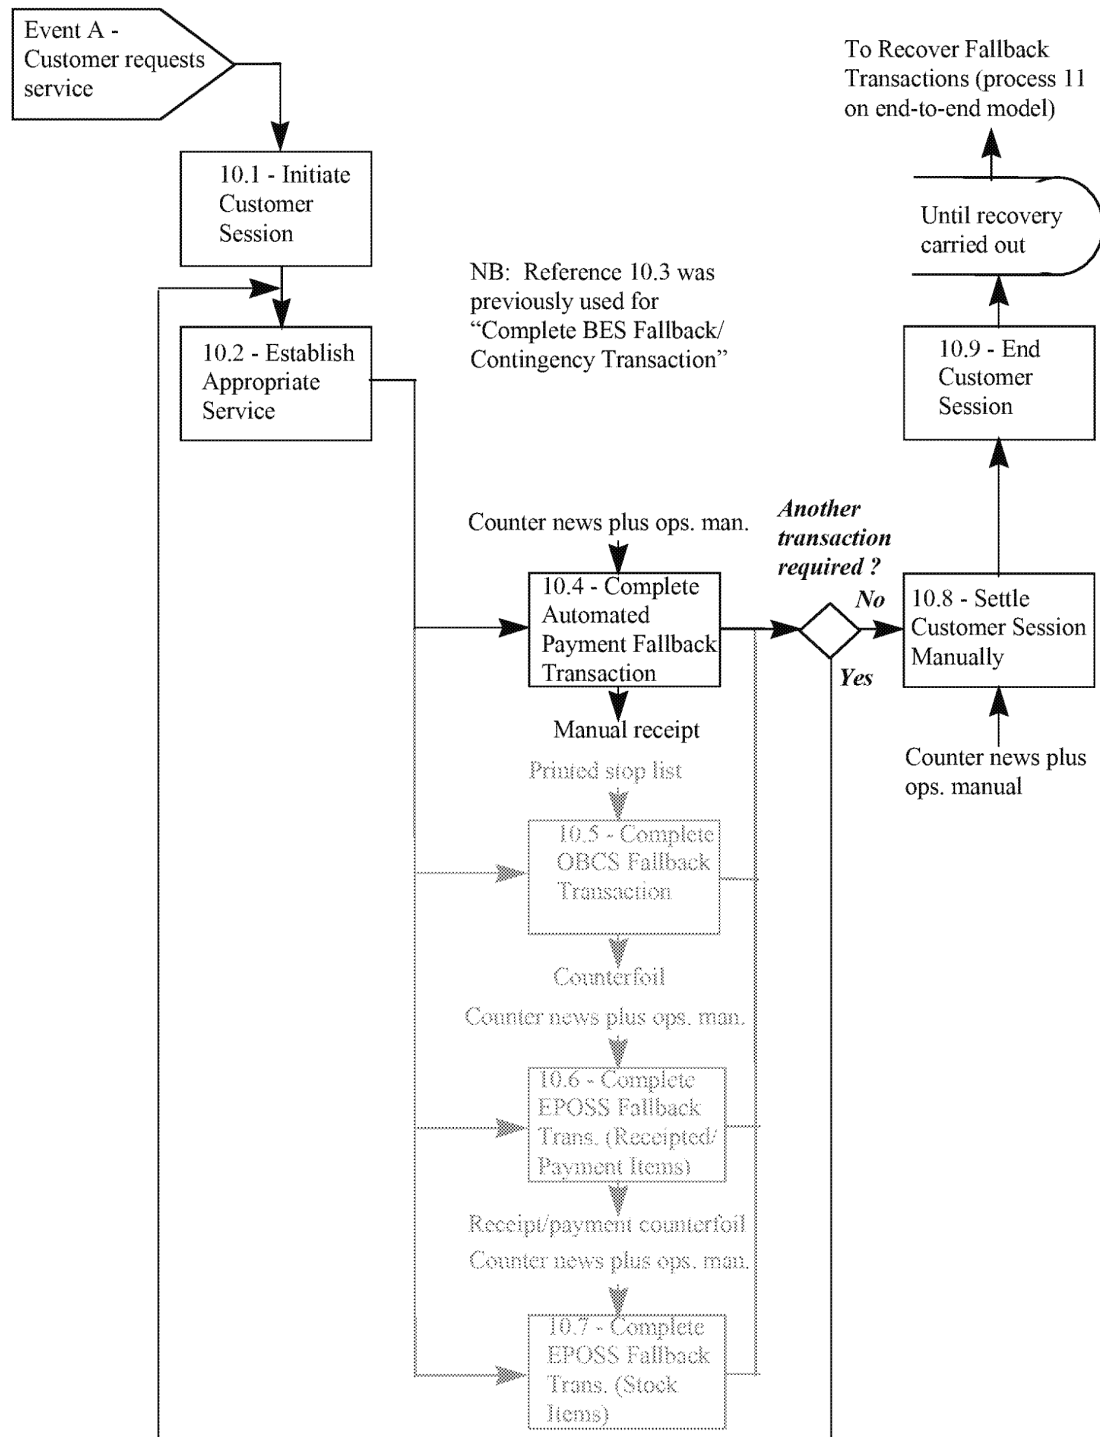 Event A -
Customer requests
service
To Recover Fallback
Transactions (process 11
on end-to-end model)
10.1 - Initiate
Customer
Session
Until recovery
carried out
NB:  Reference 10.3 was
previously used for
“Complete BES Fallback/
Contingency Transaction”
10.2 - Establish
Appropriate
Service
10.9 - End
Customer
Session
Counter news plus ops. man.
Another
transaction
required ?
10.4 - Complete
Automated
Payment Fallback
Transaction
No
Yes
10.8 - Settle
Customer Session
Manually
Manual receipt
Counter news plus
ops. manual
Printed stop list
10.5 - Complete
OBCS Fallback
Transaction
Counterfoil
Counter news plus ops. man.
10.6 - Complete
EPOSS Fallback
Trans. (Receipted/
Payment Items)
Receipt/payment counterfoil
Counter news plus ops. man.
10.7 - Complete
EPOSS Fallback
Trans. (Stock
Items)